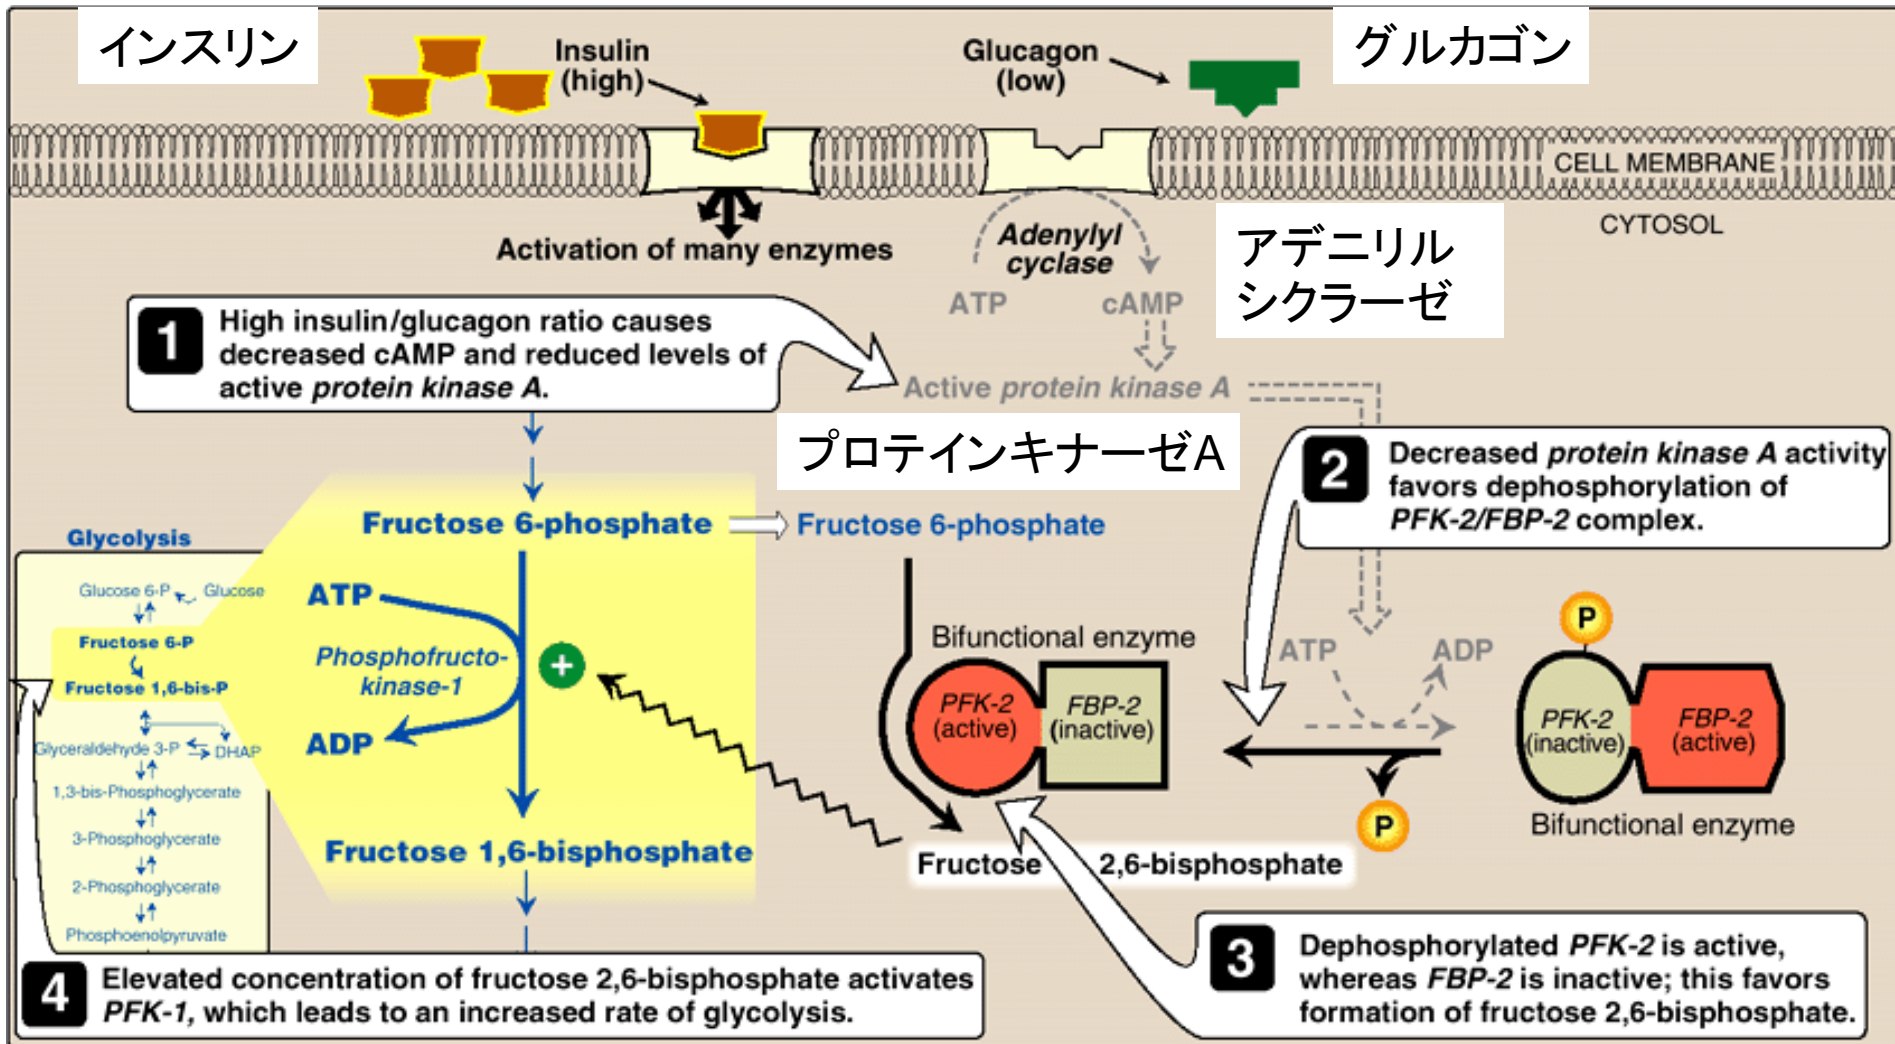 インスリン
Insulin
(high)
Glucagon
(low)
グルカゴン
CELL MEMBRANE
CYTOSOL
Activation of many enzymes
Adenylyl
cyclase
ATP
cAMP
アデニリル
シクラーゼ
1
High insulin/glucagon ratio causes
decreased cAMP and reduced levels of
active protein kinase A.
Active protein kinase A
プロテインキナーゼA
2
Decreased protein kinase A activity
favors dephosphorylation of
PFK-2/FBP-2 complex.
Glycolysis
Glucose 6-P
Glucose
Fructose 6-P
Fructose 1,6-bis-P
Glyceraldehyde 3-P
DHAP
1,3-bis-Phosphoglycerate
3-Phosphoglycerate
2-Phosphoglycerate
Phosphoenolpyruvate
Fructose 6-phosphate
Fructose 6-phosphate
ATP
Phosphofructo-
kinase-1
+
ADP
Fructose 1,6-bisphosphate
Bifunctional enzyme
PFK-2
(active)
FBP-2
(inactive)
ATP
ADP
P
PFK-2
(inactive)
FBP-2
(active)
P
Bifunctional enzyme
Fructose 2,6-bisphosphate
3
Dephosphorylated PFK-2 is active,
whereas FBP-2 is inactive; this favors
formation of fructose 2,6-bisphosphate.
4
Elevated concentration of fructose 2,6-bisphosphate activates
PFK-1, which leads to an increased rate of glycolysis.